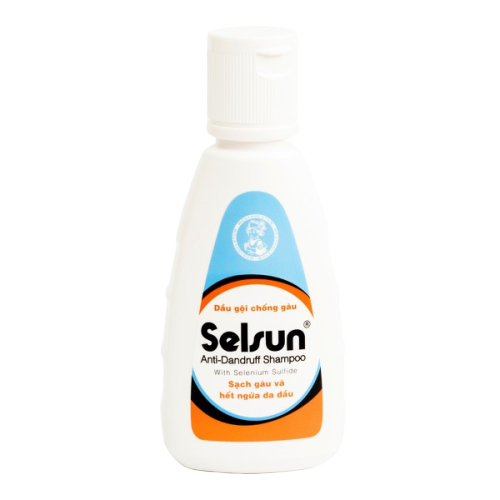 Dầu gội chống gàu
Selsun®
Anti-Dandruff Shampoo
With Selenium Sulfide
Sạch gàu và
hết ngứa da đầu